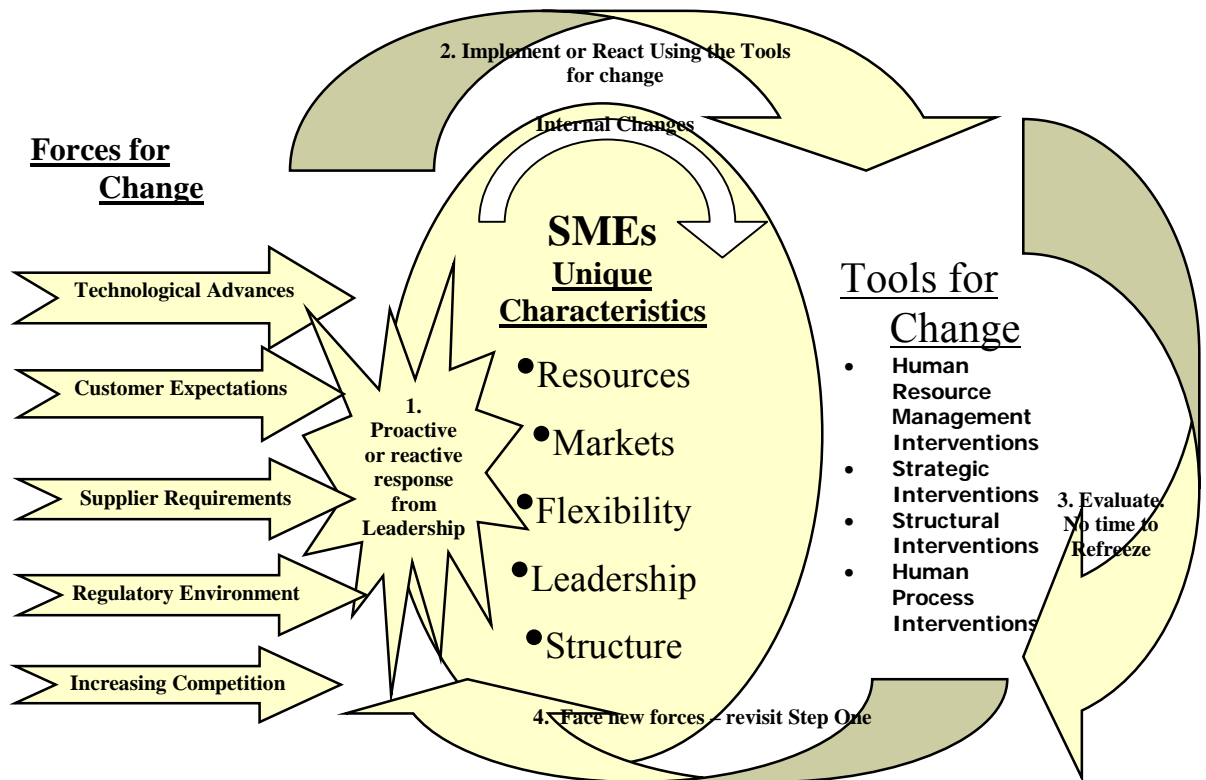 2. Implement or React Using the Tools
for change
Internal Changes
Forces for
Change
Technological Advances
Customer Expectations
Supplier Requirements
Regulatory Environment
Increasing Competition
1.
Proactive
or reactive
response
from
Leadership
SMEs
Unique
Characteristics
•Resources
•Markets
•Flexibility
•Leadership
•Structure
Tools for
Change
• Human
Resource
Management
Interventions
• Strategic
Interventions
• Structural
Interventions
• Human
Process
Interventions
3. Evaluate.
No time to
Refreeze
4. Face new forces – revisit Step One